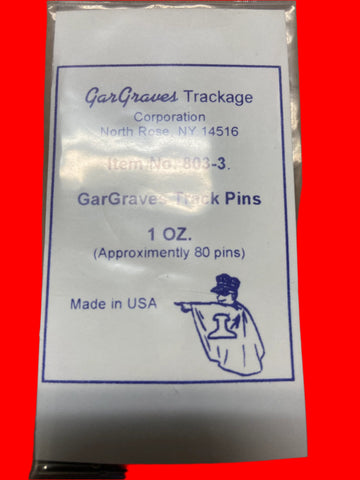 GarGraves Trackage
Corporation
North Rose, NY 14516
Item No. 803-3.
GarGraves Track Pins
1 OZ.
(Approximently 80 pins)
Made in USA